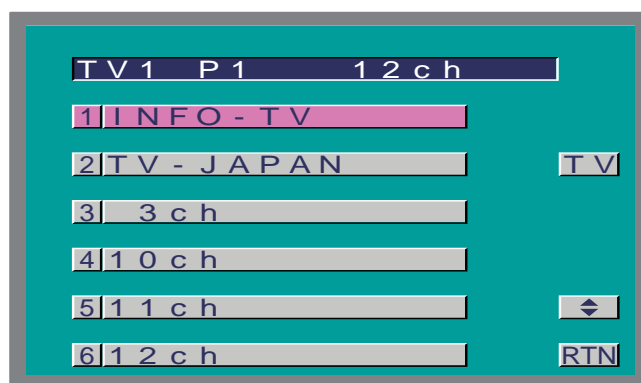 TV1 P1 12ch
1 INFO-TV
2 TV-JAPAN TV
3 3ch
4 10ch
5 11ch
6 12ch RTN